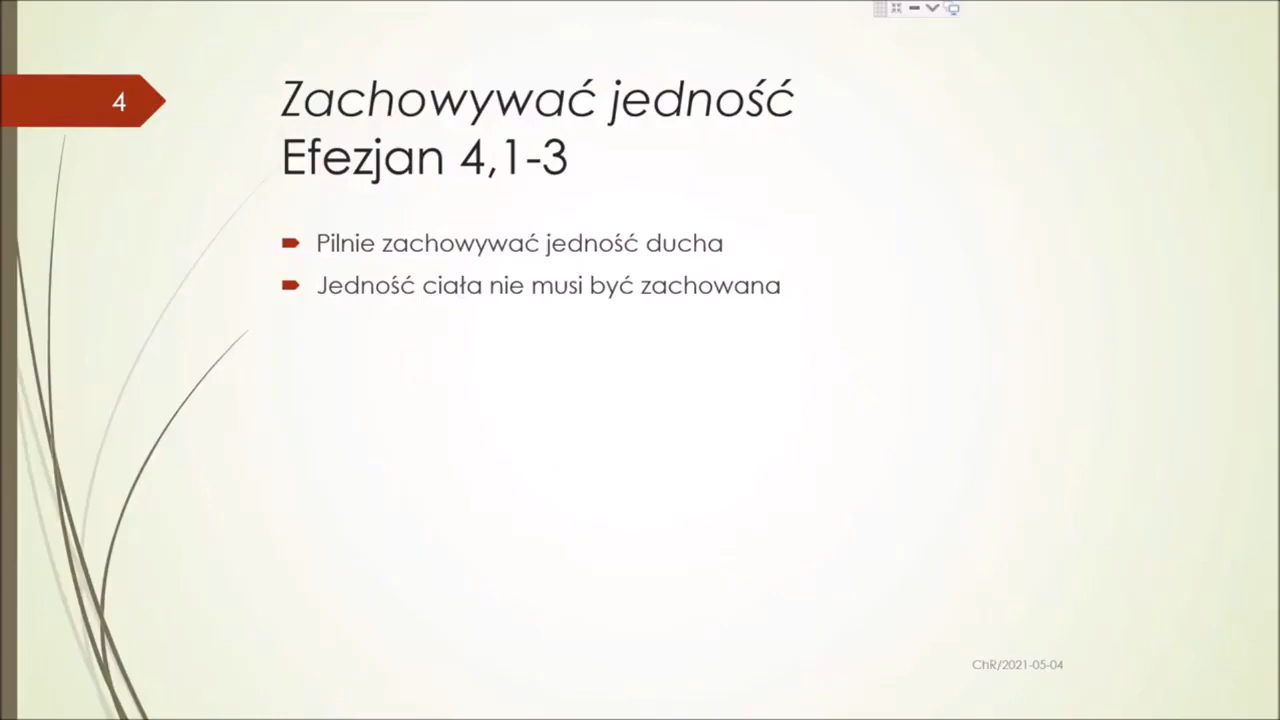 4
Zachowywać jedność
Efezjan 4,1-3
Pilnie zachowywać jedność ducha
Jedność ciała nie musi być zachowana
ChR/2021-05-04